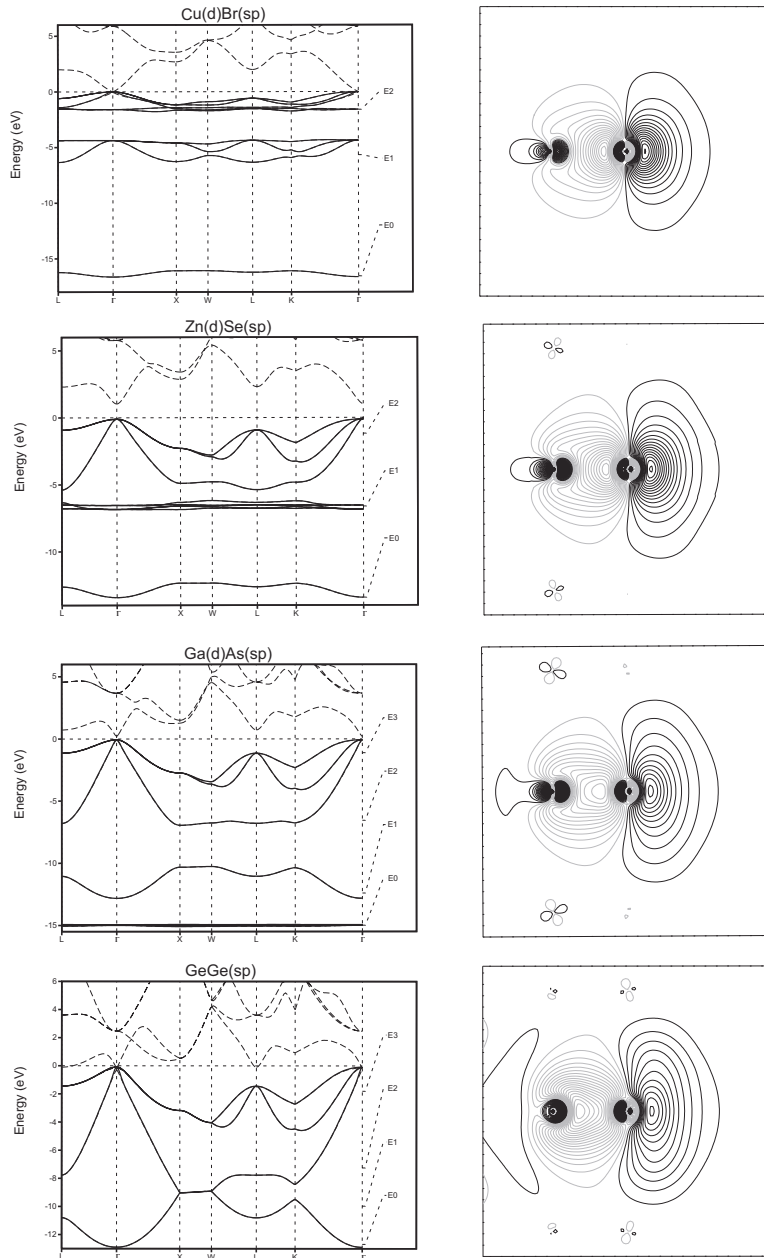 Cu(d)Br(sp)
Energy (eV)
5
0
-5
-10
-15
L Γ X W L K Γ
E2
E1
E0
Zn(d)Se(sp)
Energy (eV)
5
0
-5
-10
L Γ X W L K Γ
E2
E1
E0
Ga(d)As(sp)
Energy (eV)
5
0
-5
-10
-15
L Γ X W L K Γ
E3
E2
E1
E0
GeGe(sp)
Energy (eV)
6
4
2
0
-2
-4
-6
-8
-10
-12
L Γ X W L K Γ
E3
E2
E1
E0